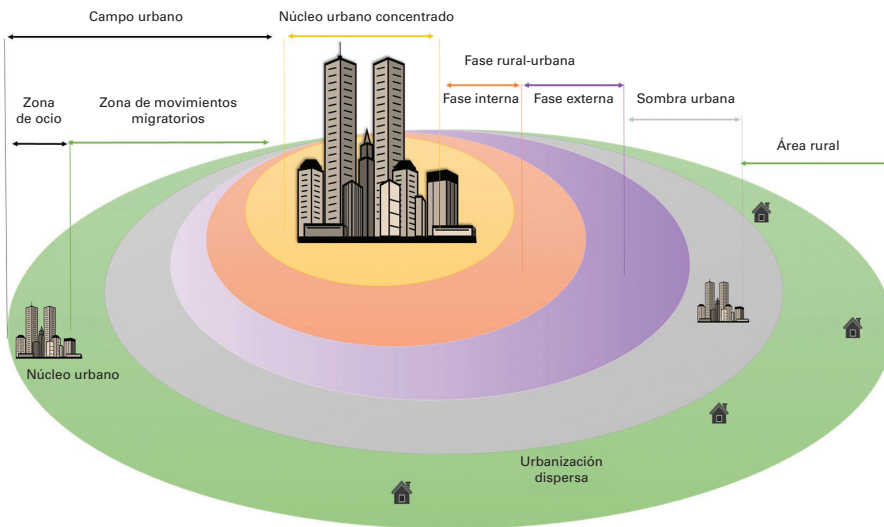 Campo urbano
Núcleo urbano concentrado
Fase rural-urbana
Zona
de ocio
Zona de movimientos
migratorios
Fase interna
Fase externa
Sombra urbana
Área rural
Núcleo urbano
Urbanización
dispersa